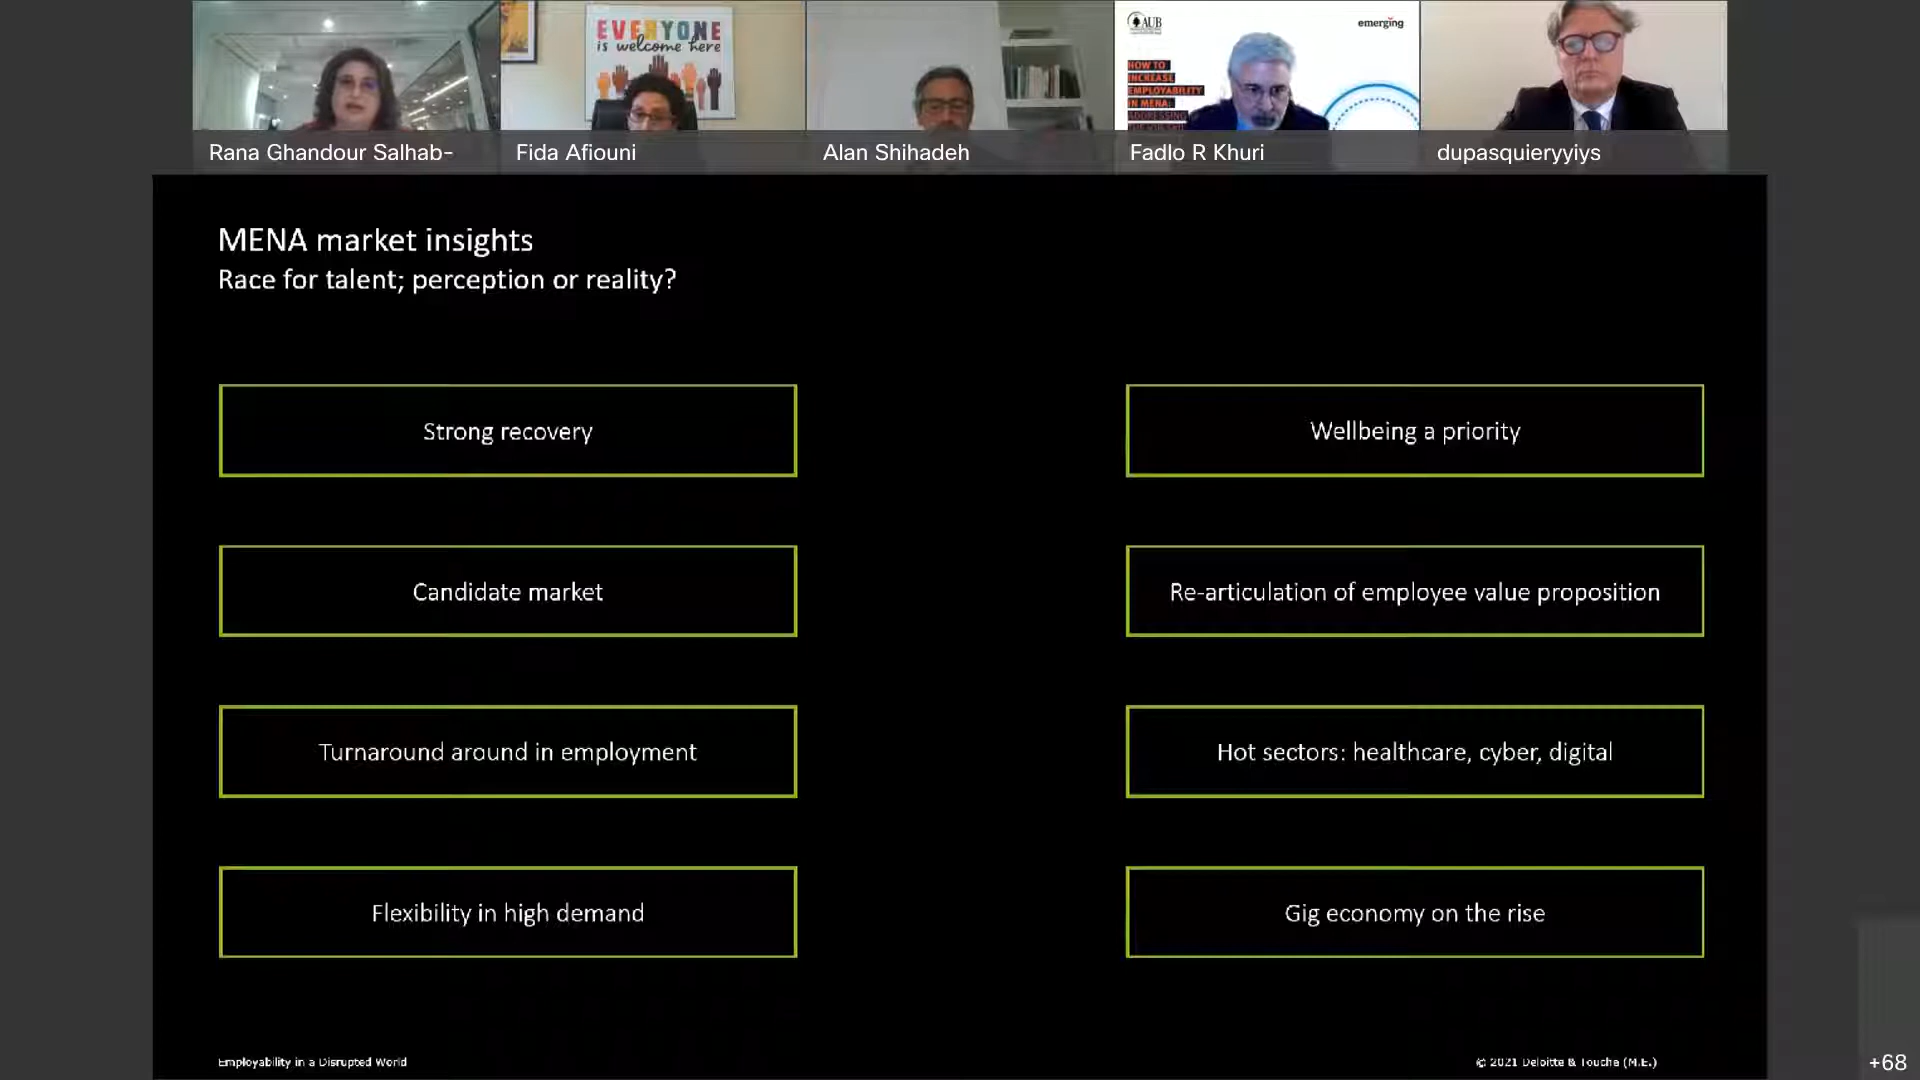 EVERYONE
is welcome here
AUB
emerging
HOW TO
INCREASE
EMPLOYABILITY
IN MENA:
ADDRESSING
Rana Ghandour Salhab-
Fida Afiouni
Alan Shihadeh
Fadlo R Khuri
dupasquieryyiys
MENA market insights
Race for talent; perception or reality?
Strong recovery
Wellbeing a priority
Candidate market
Re-articulation of employee value proposition
Turnaround around in employment
Hot sectors: healthcare, cyber, digital
Flexibility in high demand
Gig economy on the rise
Employability in a Disrupted World
© 2021 Deloitte & Touche (M.E.)
+68